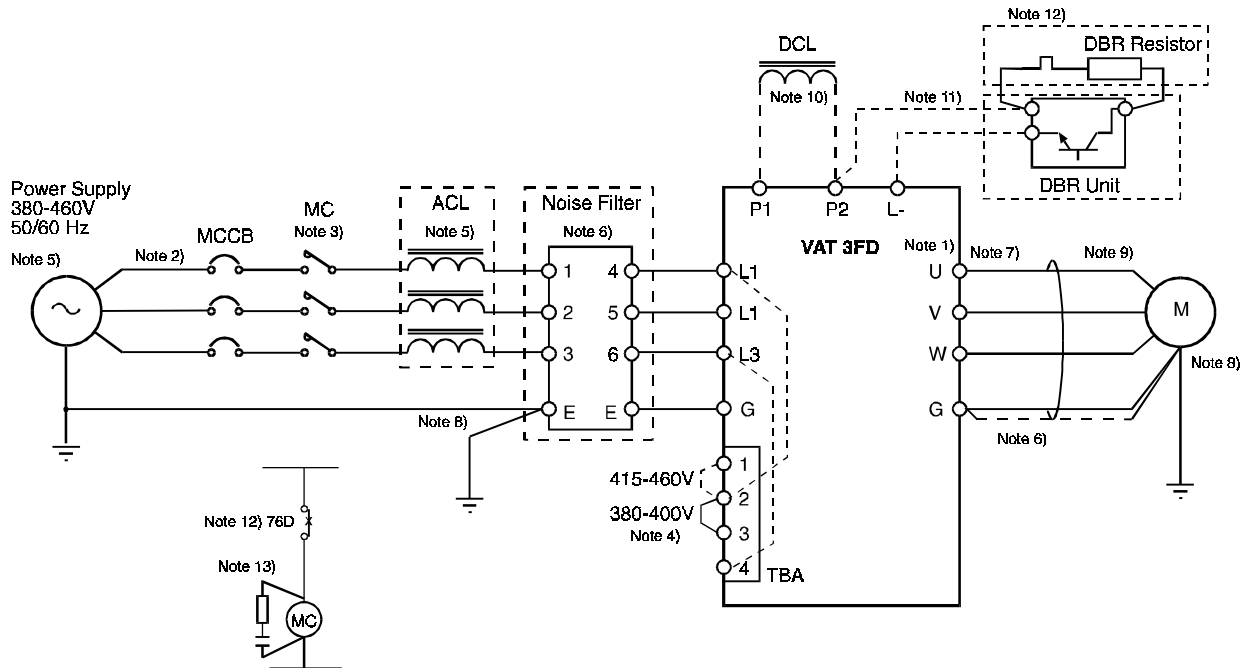 Note 12)
DBR Resistor
DCL
Note 10)
Note 11)
DBR Unit
Power Supply
380-460V
50/60 Hz
Note 5)
Note 2)
MCCB
MC
Note 3)
ACL
Note 5)
Noise Filter
Note 6)
1
2
3
E
4
5
6
E
P1
P2
L-
VAT 3FD
Note 1)
L1
L1
L3
G
U
V
W
G
Note 7)
Note 9)
M
Note 8)
Note 6)
Note 8)
415-460V
380-400V
Note 4)
1
2
3
4
TBA
Note 12) 76D
Note 13)
MC